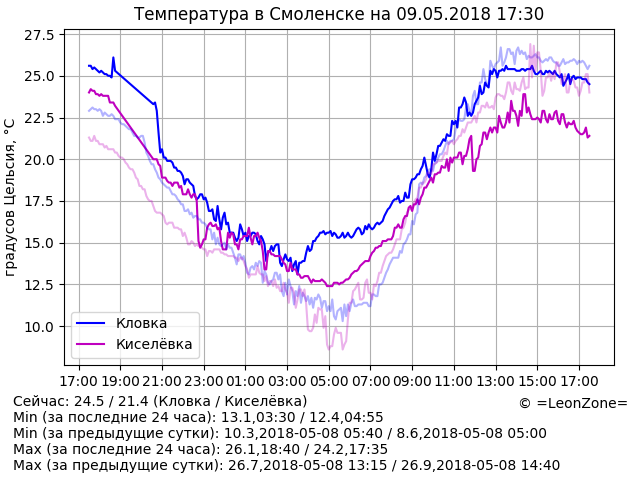 Температура в Смоленске на 09.05.2018 17:30
27.5
25.0
22.5
20.0
17.5
15.0
12.5
10.0
градусов Цельсия, °C
Кловка
Киселёвка
17:00 19:00 21:00 23:00 01:00 03:00 05:00 07:00 09:00 11:00 13:00 15:00 17:00
Сейчас: 24.5 / 21.4 (Кловка / Киселёвка)
© =LeonZone=
Min (за последние 24 часа): 13.1,03:30 / 12.4,04:55
Min (за предыдущие сутки): 10.3,2018-05-08 05:40 / 8.6,2018-05-08 05:00
Max (за последние 24 часа): 26.1,18:40 / 24.2,17:35
Max (за предыдущие сутки): 26.7,2018-05-08 13:15 / 26.9,2018-05-08 14:40